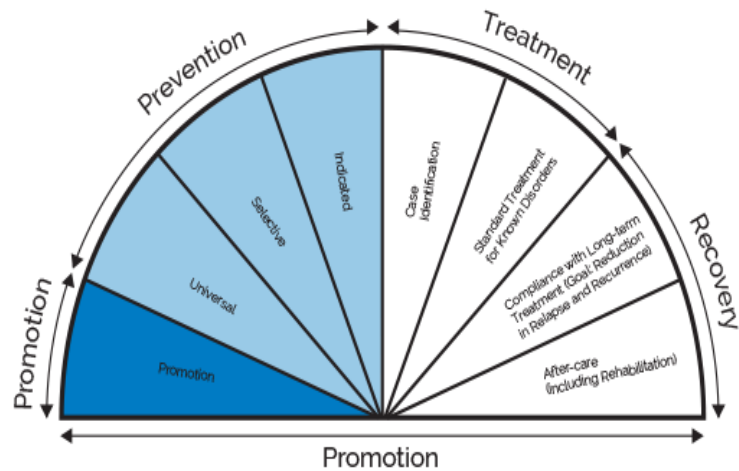 Prevention
Treatment
Promotion
Recovery
Promotion
Universal
Selective
Indicated
Case
Identification
Standard Treatment
for Known Disorders
Compliance with Long-term
Treatment (Goal: Reduction
in Relapse and Recurrence)
After-care
(Including Rehabilitation)
Promotion